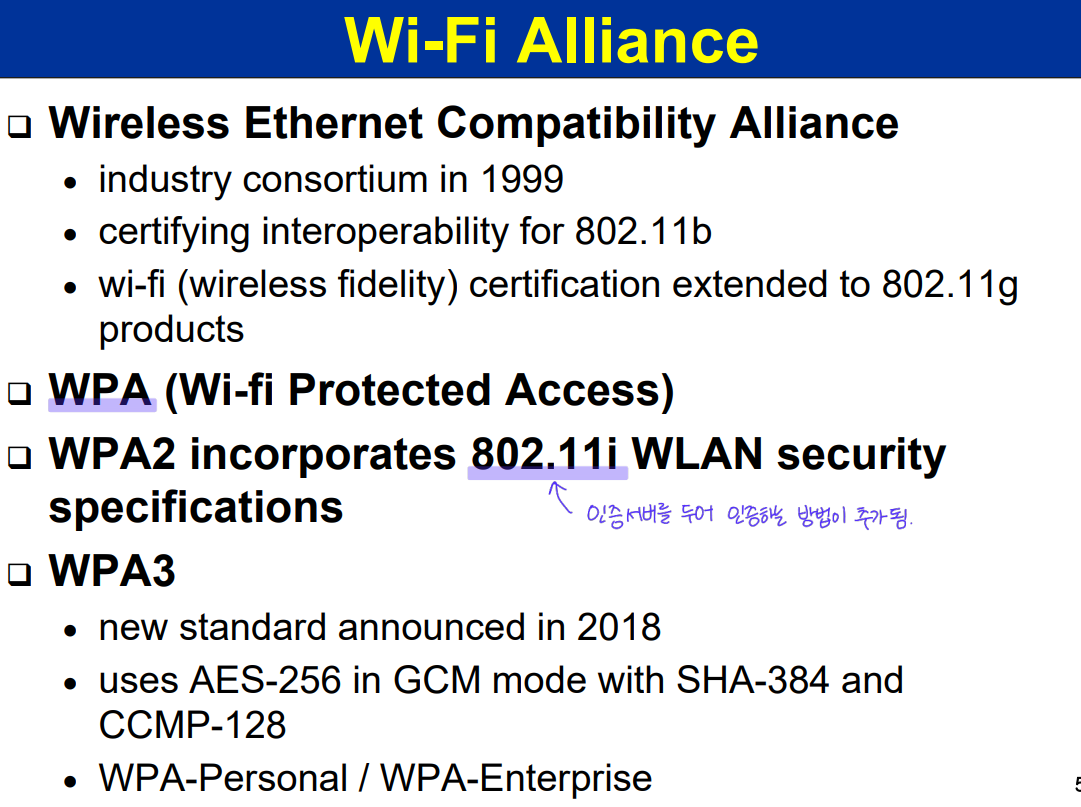 Wi-Fi Alliance
Wireless Ethernet Compatibility Alliance
industry consortium in 1999
certifying interoperability for 802.11b
wi-fi (wireless fidelity) certification extended to 802.11g
products
WPA (Wi-fi Protected Access)
WPA2 incorporates 802.11i WLAN security
specifications
인증서버를 두어 인증하는 방법이 추가됨.
WPA3
new standard announced in 2018
uses AES-256 in GCM mode with SHA-384 and
CCMP-128
WPA-Personal / WPA-Enterprise
5